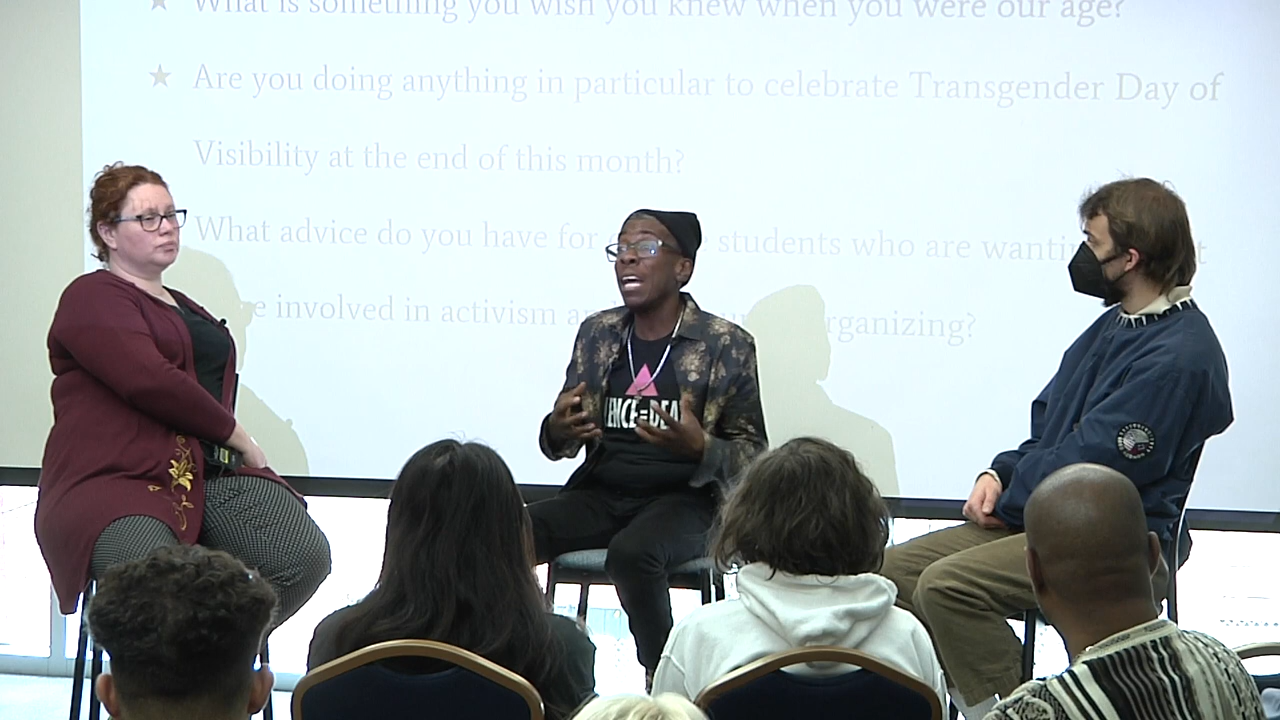 What is something you wish you knew when you were our age?
Are you doing anything in particular to celebrate Transgender Day of
Visibility at the end of this month?
What advice do you have for students who are
involved in activism
ENCE=DEA